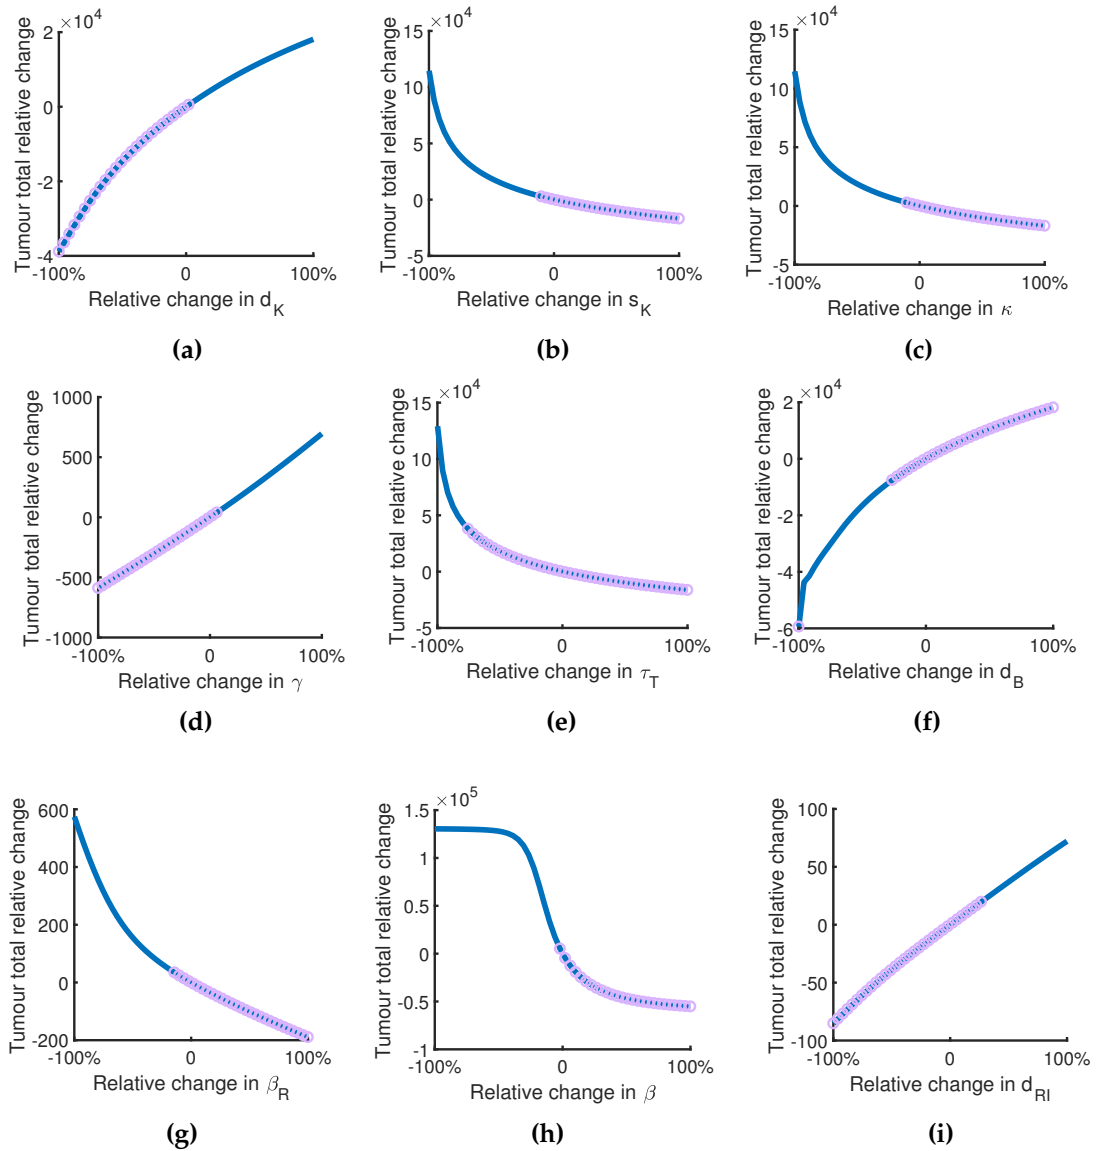 ×10^4
2
0
-2
-4
-100% 0 100%
Tumour total relative change
Relative change in d_K
(a)
×10^4
15
10
5
0
-5
-100% 0 100%
Tumour total relative change
Relative change in s_K
(b)
×10^4
15
10
5
0
-5
-100% 0 100%
Tumour total relative change
Relative change in κ
(c)
1000
500
0
-500
-1000
-100% 0 100%
Tumour total relative change
Relative change in γ
(d)
×10^4
15
10
5
0
-5
-100% 0 100%
Tumour total relative change
Relative change in τ_T
(e)
×10^4
2
0
-2
-4
-6
-100% 0 100%
Tumour total relative change
Relative change in d_B
(f)
600
400
200
0
-200
-100% 0 100%
Tumour total relative change
Relative change in β_R
(g)
×10^5
1.5
1
0.5
0
-0.5
-1
-100% 0 100%
Tumour total relative change
Relative change in β
(h)
100
50
0
-50
-100
-100% 0 100%
Tumour total relative change
Relative change in d_RI
(i)